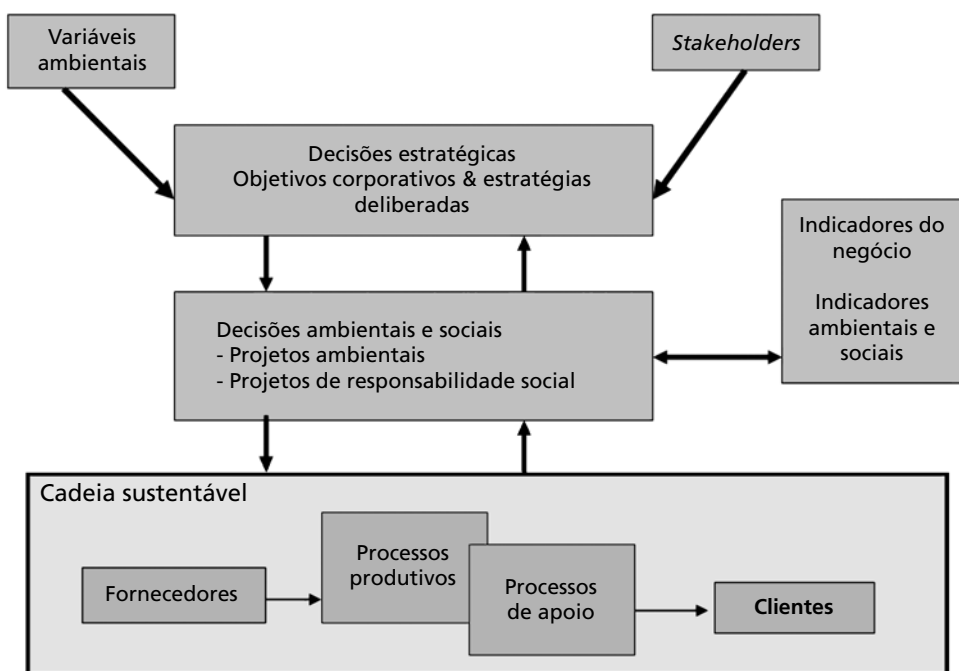 Variáveis
ambientais
Stakeholders
Decisões estratégicas
Objetivos corporativos & estratégias
deliberadas
Indicadores do
negócio
Indicadores
ambientais e
sociais
Decisões ambientais e sociais
- Projetos ambientais
- Projetos de responsabilidade social
Cadeia sustentável
Fornecedores
Processos
produtivos
Processos
de apoio
Clientes